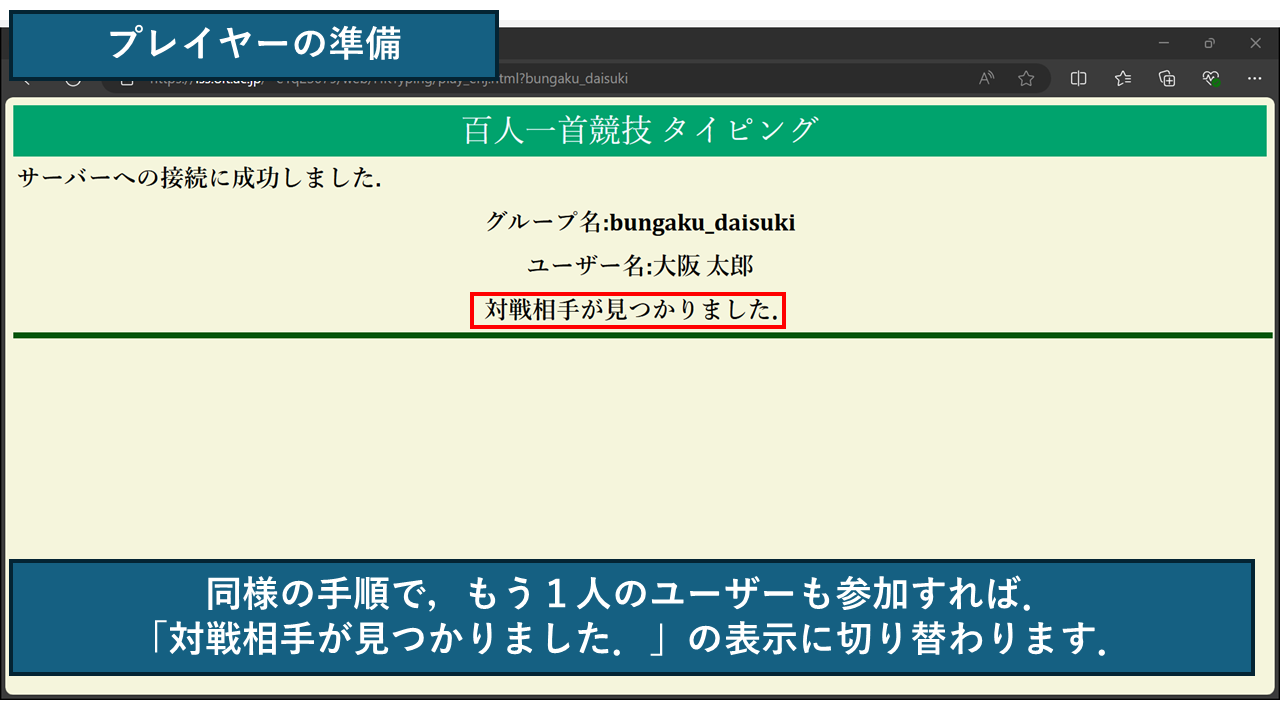 プレイヤーの準備
html?bungaku_daisuki
百人一首競技 タイピング
サーバーへの接続に成功しました.
グループ名:bungaku_daisuki
ユーザー名:大阪 太郎
対戦相手が見つかりました.
同様の手順で，もう１人のユーザーも参加すれば．
「対戦相手が見つかりました．」の表示に切り替わります．